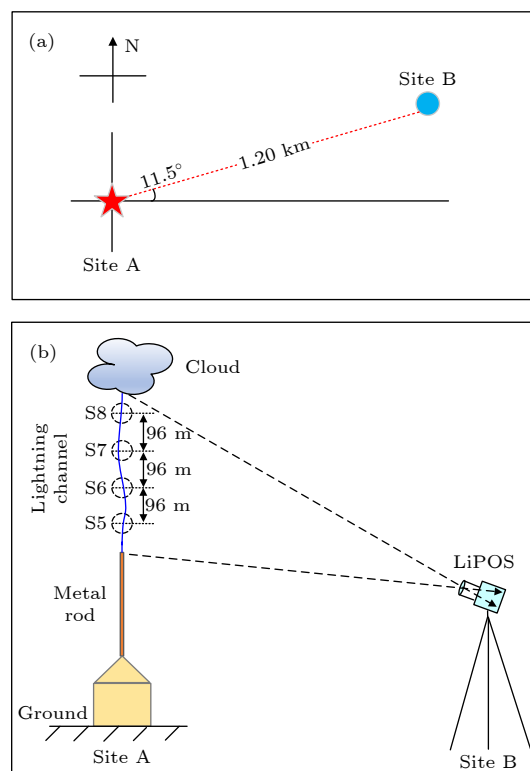 (a)
N
Site B
11.5°
1.20 km
Site A
(b)
Cloud
S8
96 m
S7
96 m
S6
96 m
S5
Lightning
channel
LiPOS
Metal
rod
Ground
Site A
Site B